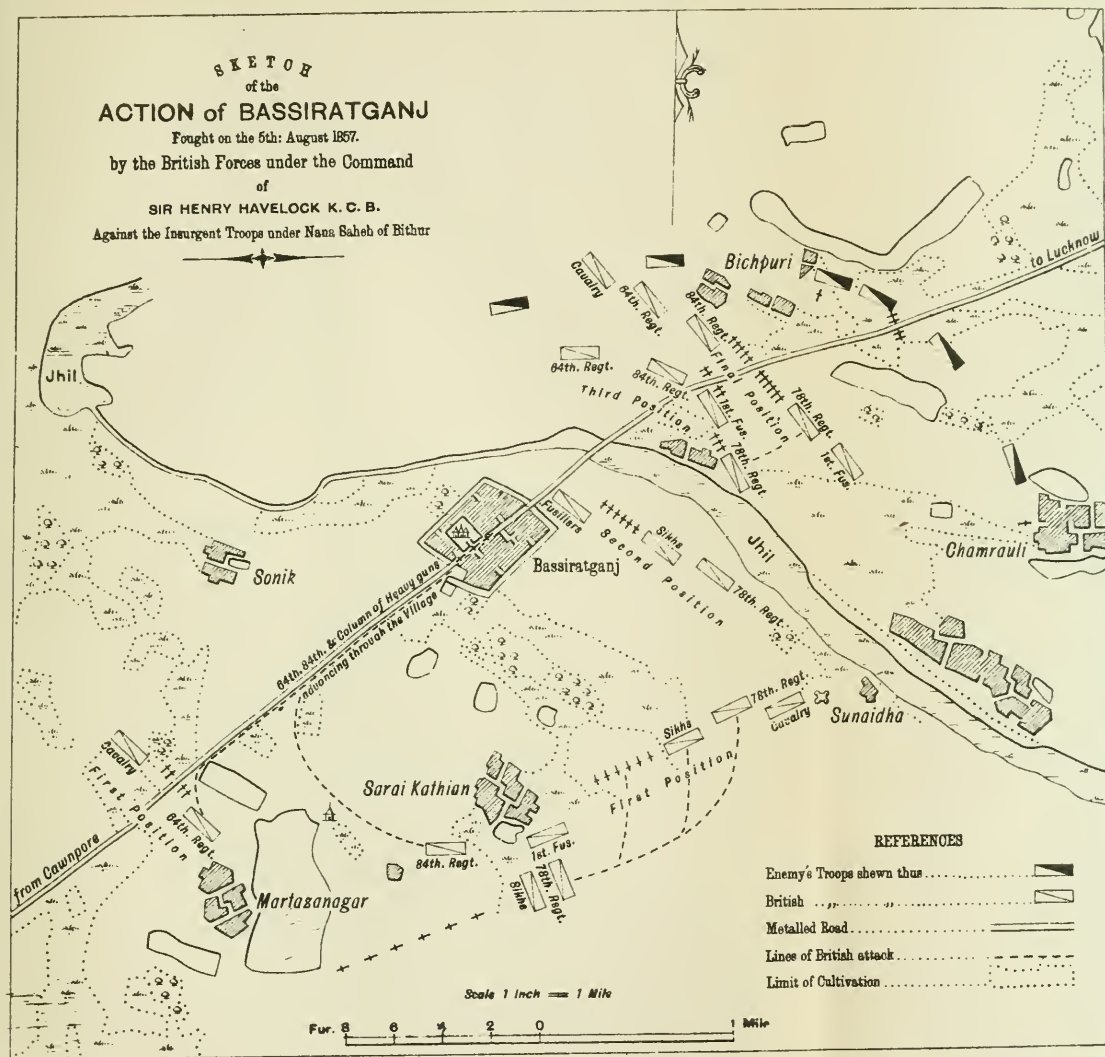 SKETCH
of the
ACTION of BASSIRATGANJ
Fought on the 5th: August 1857.
by the British Forces under the Command
of
SIR HENRY HAVELOCK K. C. B.
Against the Insurgent Troops under Nana Saheb of Bithur
to Lucknow
Bichpuri
Cavalry
64th. Regt.
84th. Regt.
Final Position
64th. Regt.
84th. Regt.
Third Position
1st. Fus.
78th. Regt.
78th. Regt.
1st. Fus.
Jhil
Chamrauli
Fusiliers
Sikhs
Second Position
78th. Regt.
Jhil
Bassiratganj
Sonik
64th. 84th. & Column of Heavy guns
advancing through the Village
78th. Regt.
Cavalry
Sunaidha
Sikhs
First Position
Sarai Kathian
Cavalry
First Position
64th. Regt.
from Cawnpore
84th. Regt.
1st. Fus.
78th. Regt.
Sikhs
Martazanagar
REFERENCES
Enemy's Troops shewn thus
British ,, ,,
Metalled Road
Lines of British attack
Limit of Cultivation
Scale 1 Inch = 1 Mile
Fur. 8 6 4 2 0 1 Mile